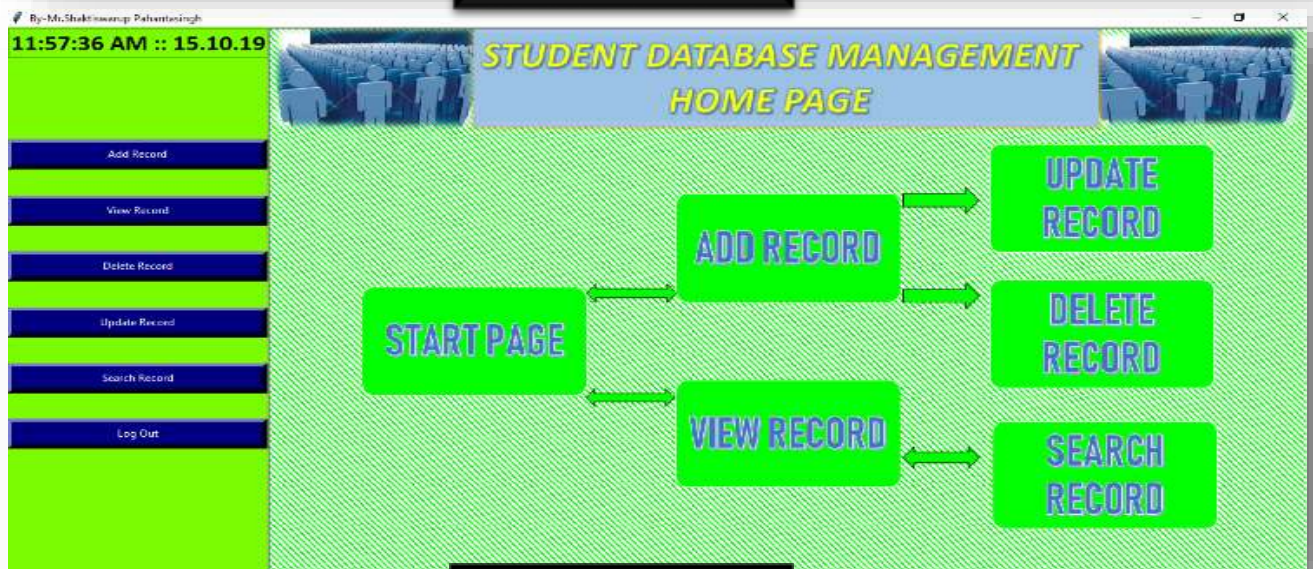 By-Mr.Shaktiswarup Pahantasingh
11:57:36 AM :: 15.10.19
STUDENT DATABASE MANAGEMENT
HOME PAGE
Add Record
View Record
Delete Record
Update Record
Search Record
Log Out
START PAGE
ADD RECORD
VIEW RECORD
UPDATE
RECORD
DELETE
RECORD
SEARCH
RECORD